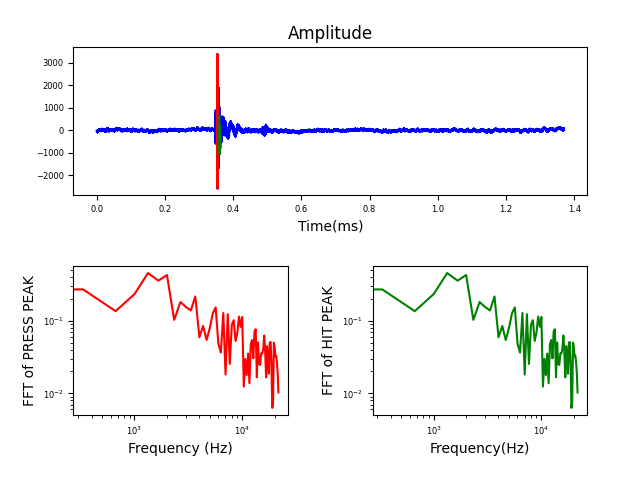 Amplitude
3000
2000
1000
0
−1000
−2000
0.0 0.2 0.4 0.6 0.8 1.0 1.2 1.4
Time(ms)
FFT of PRESS PEAK
10⁻¹
10⁻²
10³ 10⁴
Frequency (Hz)
FFT of HIT PEAK
10⁻¹
10⁻²
10³ 10⁴
Frequency(Hz)